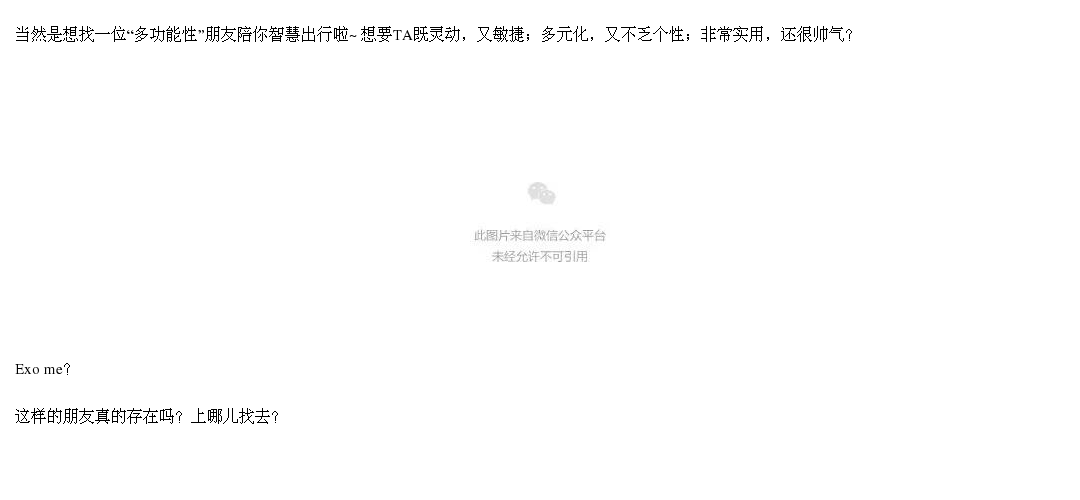 当然是想找一位“多功能性”朋友陪你智慧出行啦~ 想要TA既灵动，又敏捷；多元化，又不乏个性；非常实用，还很帅气？
此图片来自微信公众平台
未经允许不可引用
Exo me？
这样的朋友真的存在吗？上哪儿找去？